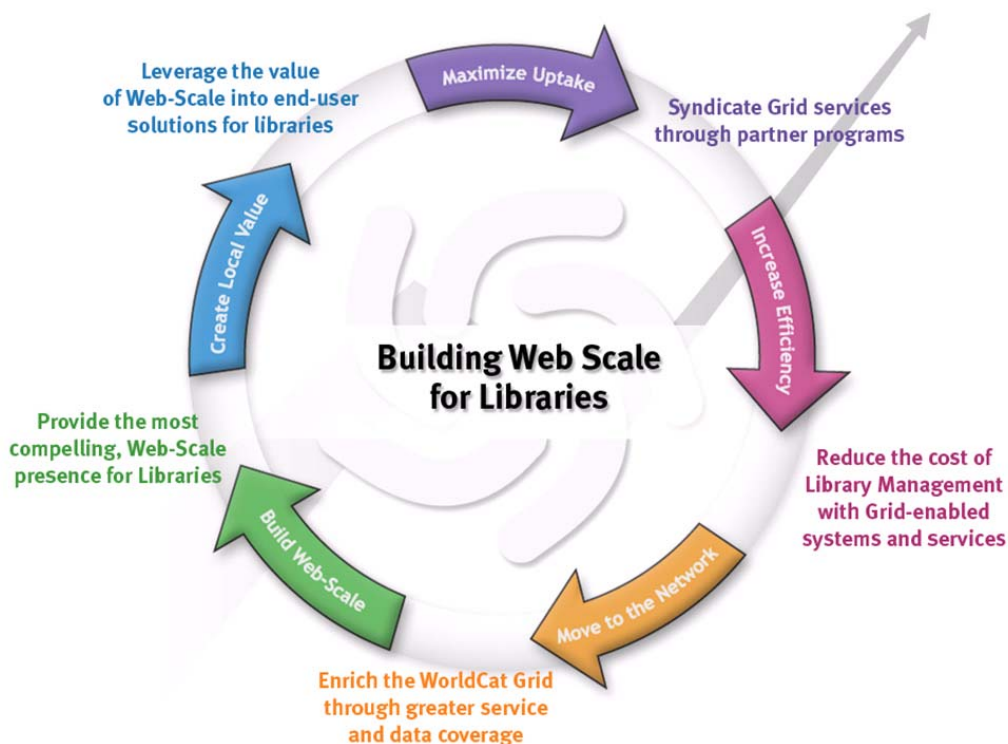 Maximize Uptake
Syndicate Grid services
through partner programs
Increase Efficiency
Reduce the cost of
Library Management
with Grid-enabled
systems and services
Move to the Network
Enrich the WorldCat Grid
through greater service
and data coverage
Build Web-Scale
Provide the most
compelling, Web-Scale
presence for Libraries
Create Local Value
Leverage the value
of Web-Scale into end-user
solutions for libraries
Building Web Scale
for Libraries